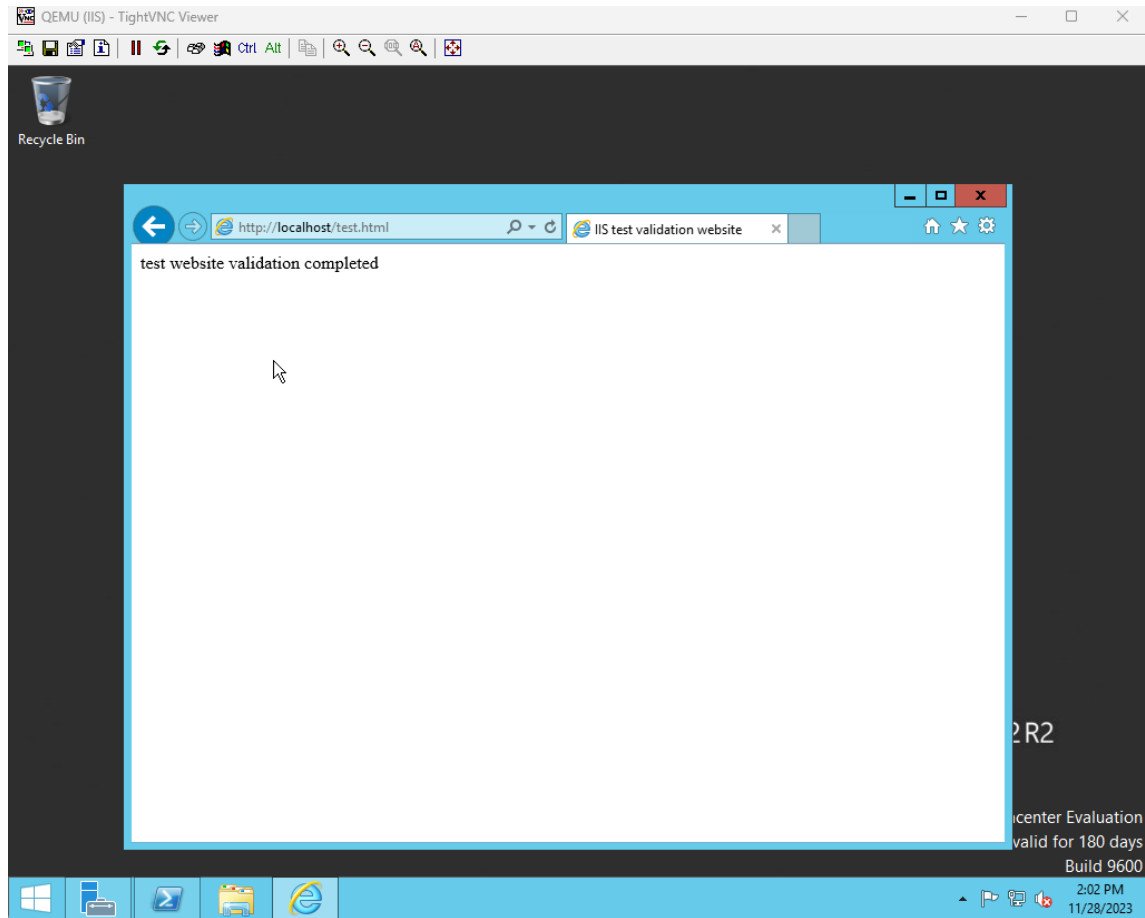 QEMU (IIS) - TightVNC Viewer
Ctrl Alt
Recycle Bin
http://localhost/test.html
IIS test validation website
test website validation completed
2 R2
center Evaluation
valid for 180 days
Build 9600
2:02 PM
11/28/2023